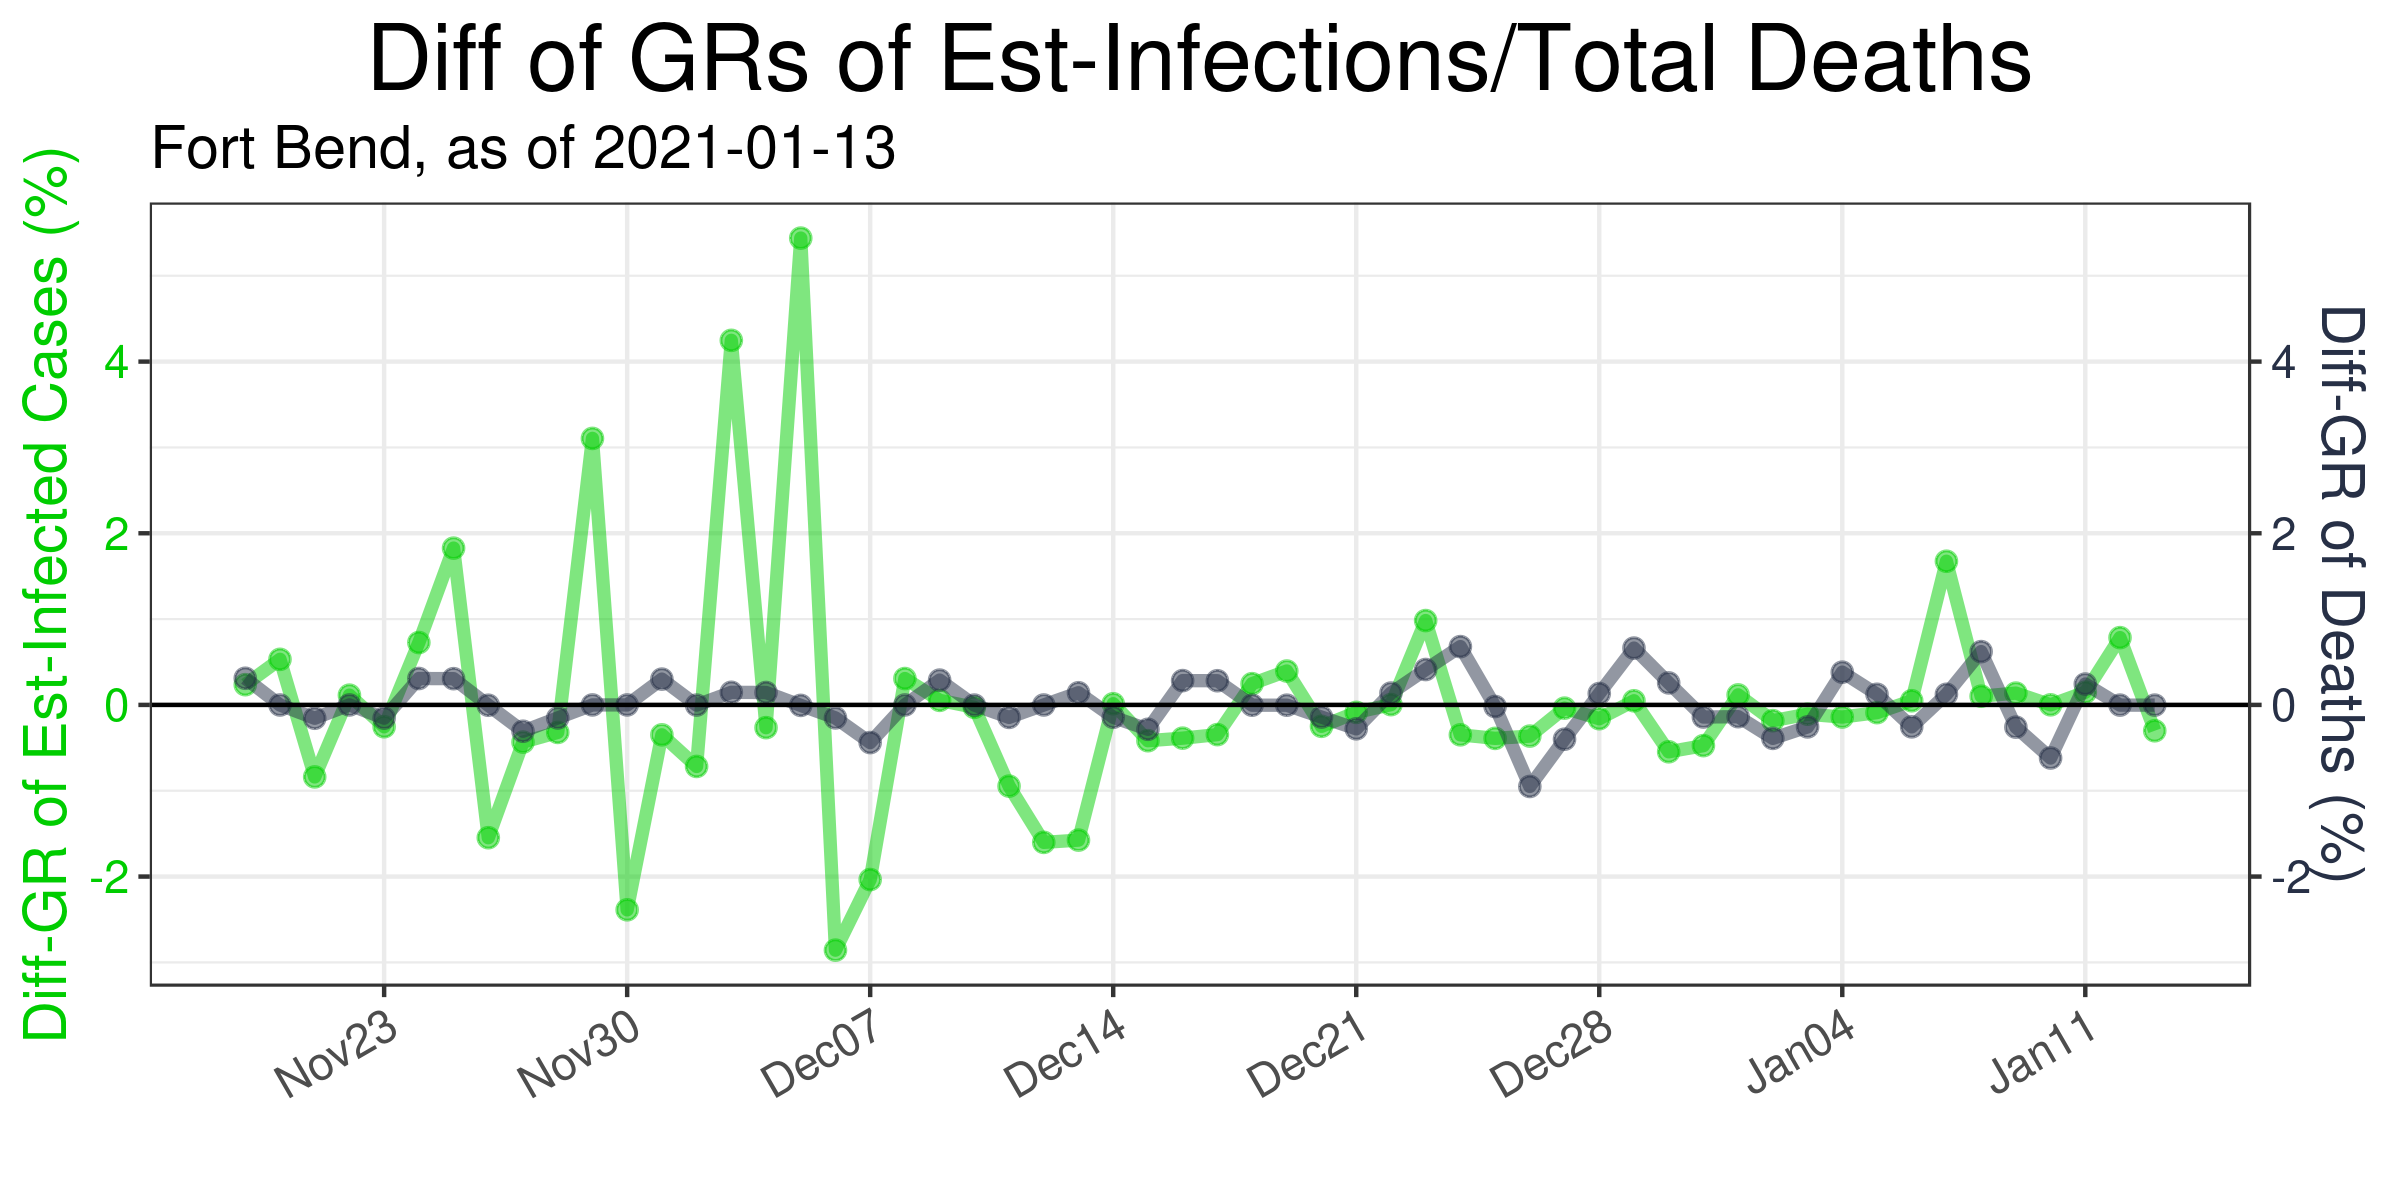 Diff of GRs of Est-Infections/Total Deaths
Fort Bend, as of 2021-01-13
Diff-GR of Est-Infected Cases (%)
4
2
0
-2
4
2
0
-2
Diff-GR of Deaths (%)
Nov23
Nov30
Dec07
Dec14
Dec21
Dec28
Jan04
Jan11